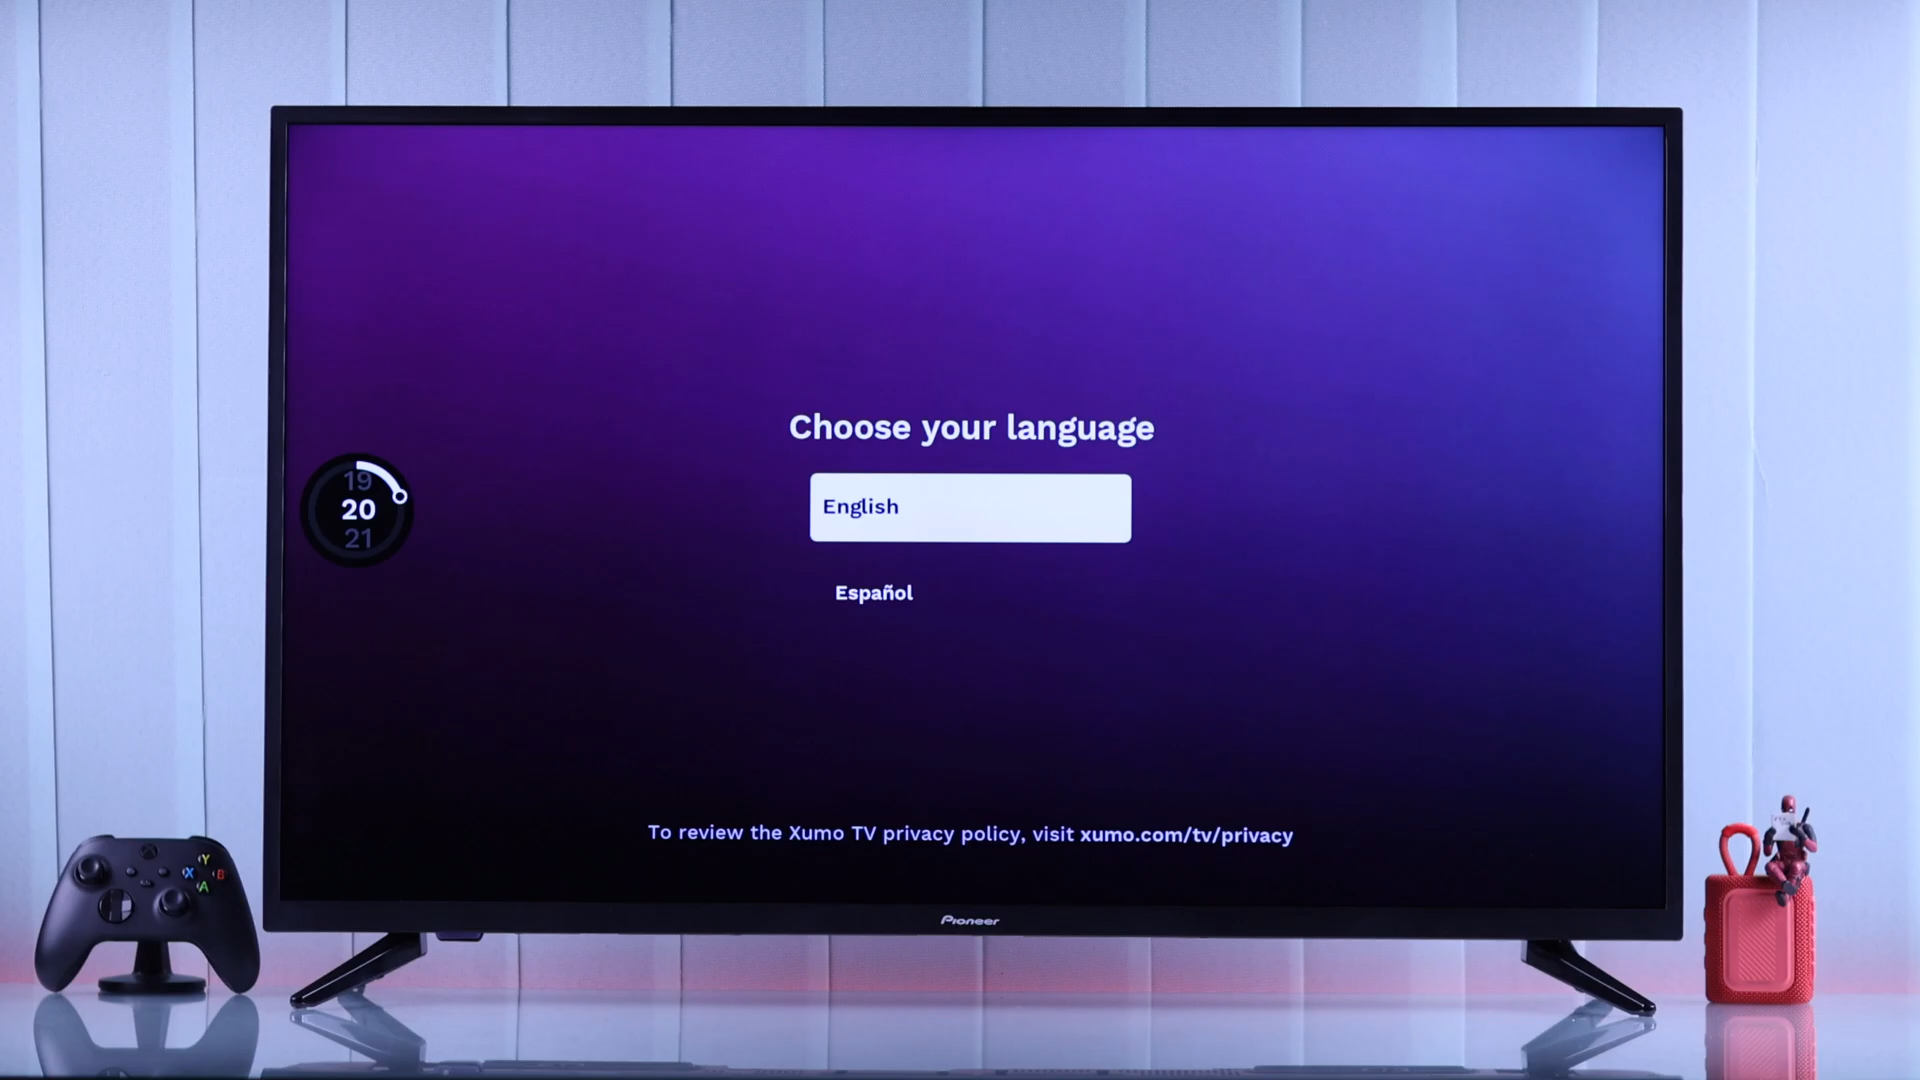 Choose your language
19
20
21
English
Español
To review the Xumo TV privacy policy, visit xumo.com/tv/privacy
Pioneer
Y
X
B
A